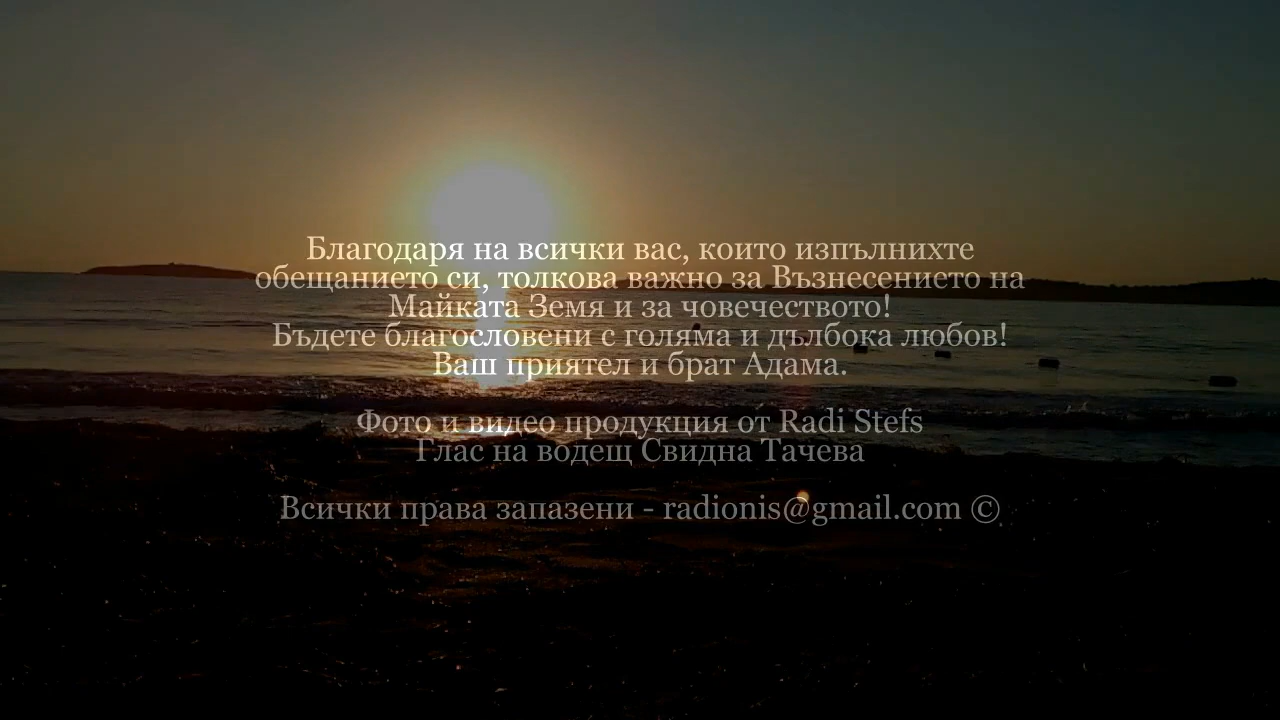 Благодаря на всички вас, които изпълнихте
обещанието си, толкова важно за Възнесението на
Майката Земя и за човечеството!
Бъдете благословени с голяма и дълбока любов!
Ваш приятел и брат Адама.
Фото и видео продукция от Radi Stefs
Глас на водещ Свидна Тачева
Всички права запазени - radionis@gmail.com ©